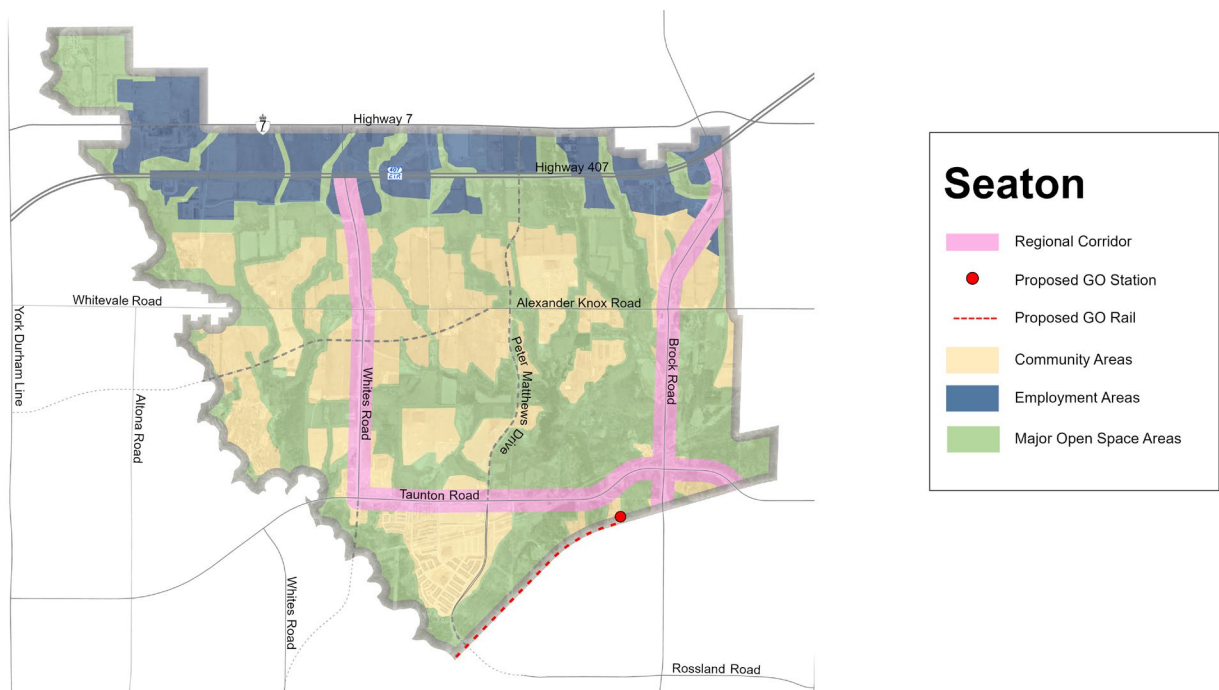 Highway 7
7
Highway 407
407
ETR
Whitevale Road
Alexander Knox Road
York Durham Line
Altona Road
Whites Road
Peter Matthews Drive
Brock Road
Taunton Road
Whites Road
Rossland Road
Seaton
Regional Corridor
Proposed GO Station
Proposed GO Rail
Community Areas
Employment Areas
Major Open Space Areas